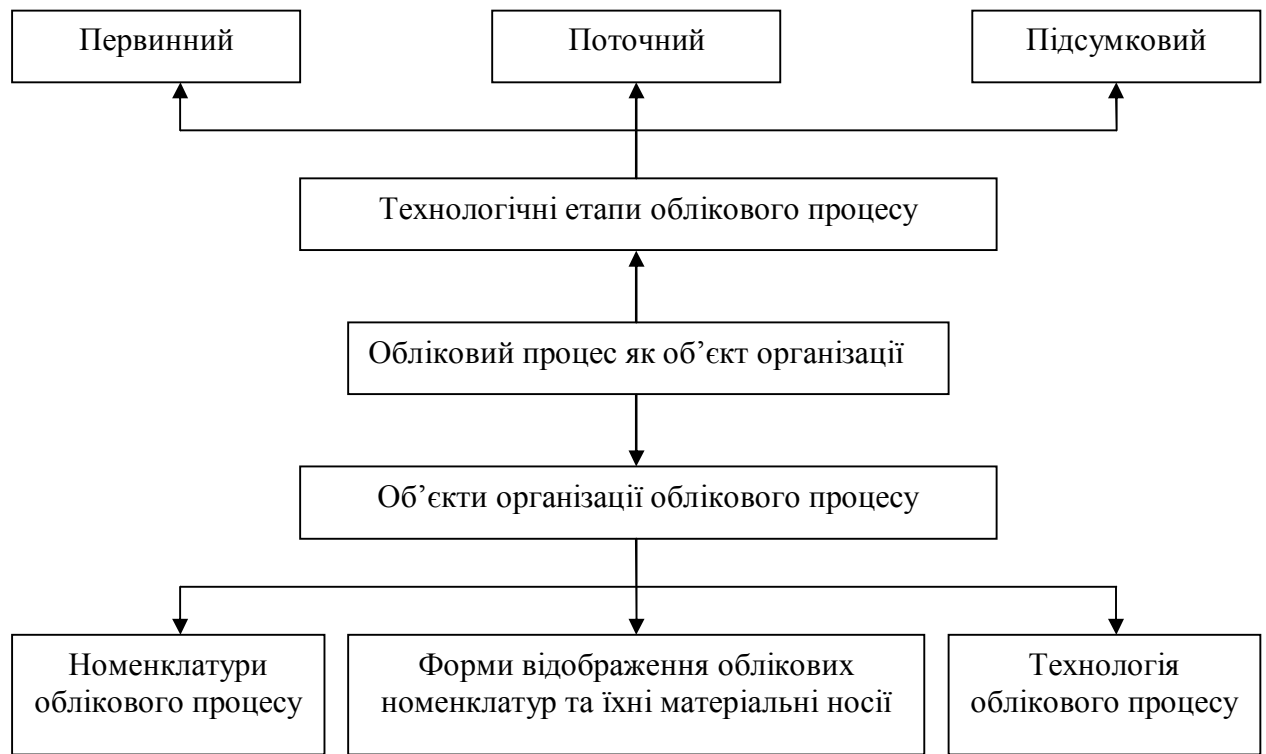 Первинний
Поточний
Підсумковий
Технологічні етапи облікового процесу
Обліковий процес як об’єкт організації
Об’єкти організації облікового процесу
Номенклатури
облікового процесу
Форми відображення облікових
номенклатур та їхні матеріальні носії
Технологія
облікового процесу